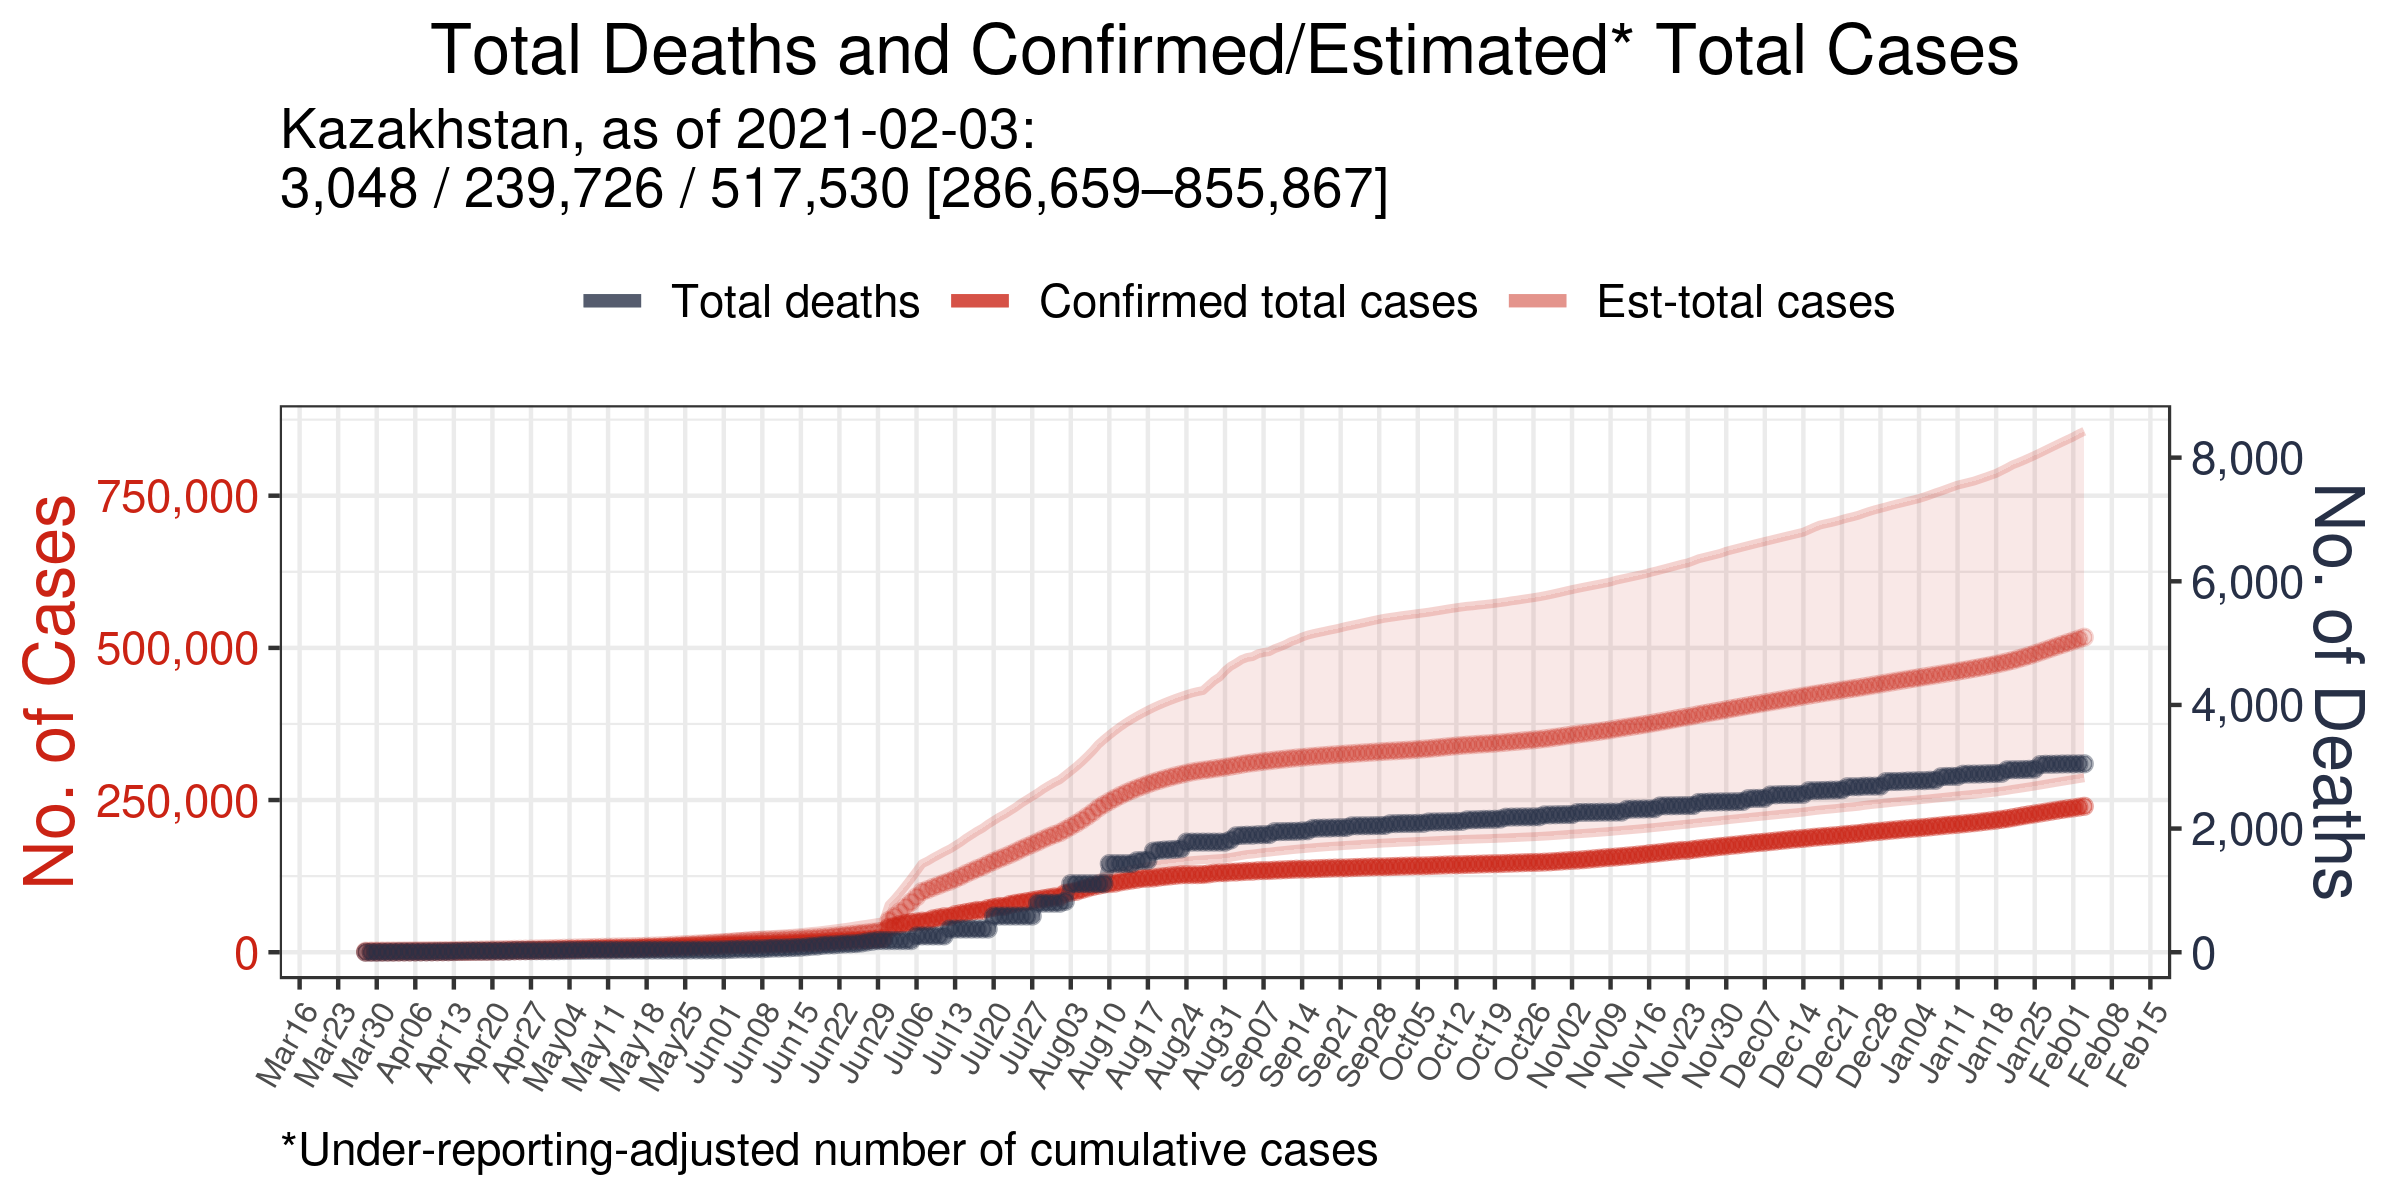 Total Deaths and Confirmed/Estimated* Total Cases
Kazakhstan, as of 2021-02-03:
3,048 / 239,726 / 517,530 [286,659–855,867]
Total deaths
Confirmed total cases
Est-total cases
No. of Cases
750,000
500,000
250,000
0
8,000
6,000
4,000
2,000
0
No. of Deaths
Mar16
Mar23
Mar30
Apr06
Apr13
Apr20
Apr27
May04
May11
May18
May25
Jun01
Jun08
Jun15
Jun22
Jun29
Jul06
Jul13
Jul20
Jul27
Aug03
Aug10
Aug17
Aug24
Aug31
Sep07
Sep14
Sep21
Sep28
Oct05
Oct12
Oct19
Oct26
Nov02
Nov09
Nov16
Nov23
Nov30
Dec07
Dec14
Dec21
Dec28
Jan04
Jan11
Jan18
Jan25
Feb01
Feb08
Feb15
*Under-reporting-adjusted number of cumulative cases